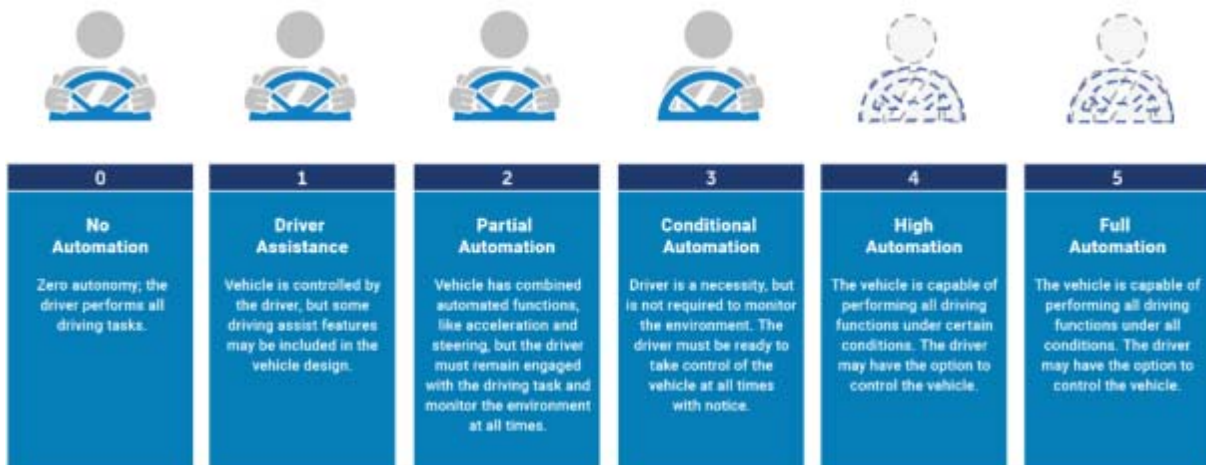 0
No
Automation
Zero autonomy; the
driver performs all
driving tasks.
1
Driver
Assistance
Vehicle is controlled by
the driver, but some
driving assist features
may be included in the
vehicle design.
2
Partial
Automation
Vehicle has combined
automated functions,
like acceleration and
steering, but the driver
must remain engaged
with the driving task and
monitor the environment
at all times.
3
Conditional
Automation
Driver is a necessity, but
is not required to monitor
the environment. The
driver must be ready to
take control of the
vehicle at all times
with notice.
4
High
Automation
The vehicle is capable of
performing all driving
functions under certain
conditions. The driver
may have the option to
control the vehicle.
5
Full
Automation
The vehicle is capable of
performing all driving
functions under all
conditions. The driver
may have the option to
control the vehicle.